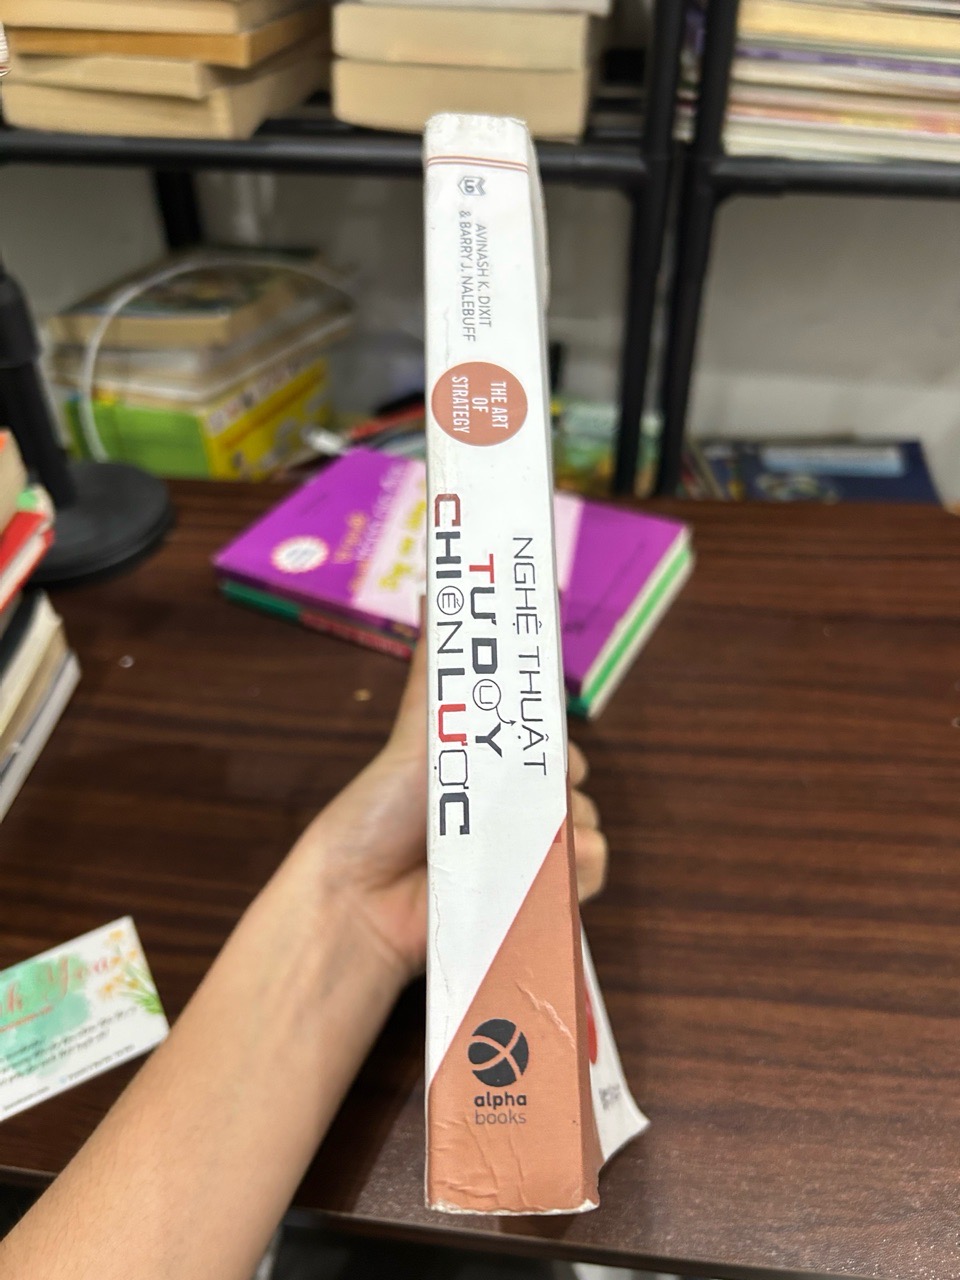 AVINASH K. DIXIT
& BARRY J. NALEBUFF
THE ART
OF
STRATEGY
NGHỆ THUẬT
TƯ DUY
CHIẾN LƯỢC
alpha
books